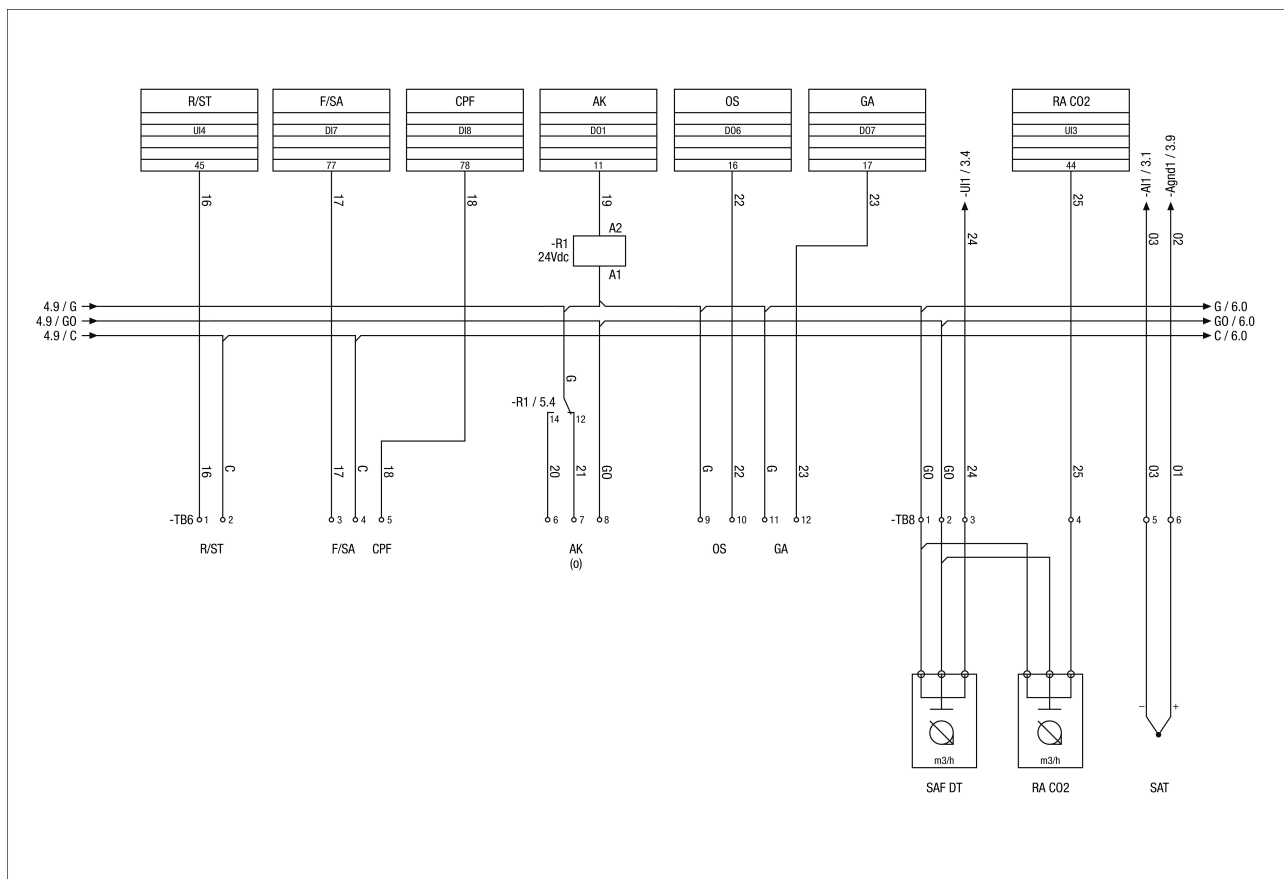 R/ST F/SA CPF AK OS GA RA CO2
UI4 DI7 DI8 DO1 DO6 DO7 UI3
45 77 78 11 16 17 44
-UI1 / 3.4
-AI1 / 3.1
-Agnd1 / 3.9
16 17 18 19 22 23 24 25 03 02
A2
-R1
24Vdc
A1
4.9 / G G / 6.0
4.9 / GO GO / 6.0
4.9 / C C / 6.0
G
-R1 / 5.4
14 12
16 C 17 C 18 20 21 GO G 22 G 23 GO GO 24 25 03 01
-TB6 1 2 3 4 5 6 7 8 9 10 11 12 -TB8 1 2 3 4 5 6
R/ST F/SA CPF AK OS GA
(o)
− +
m3/h m3/h
SAF DT RA CO2 SAT